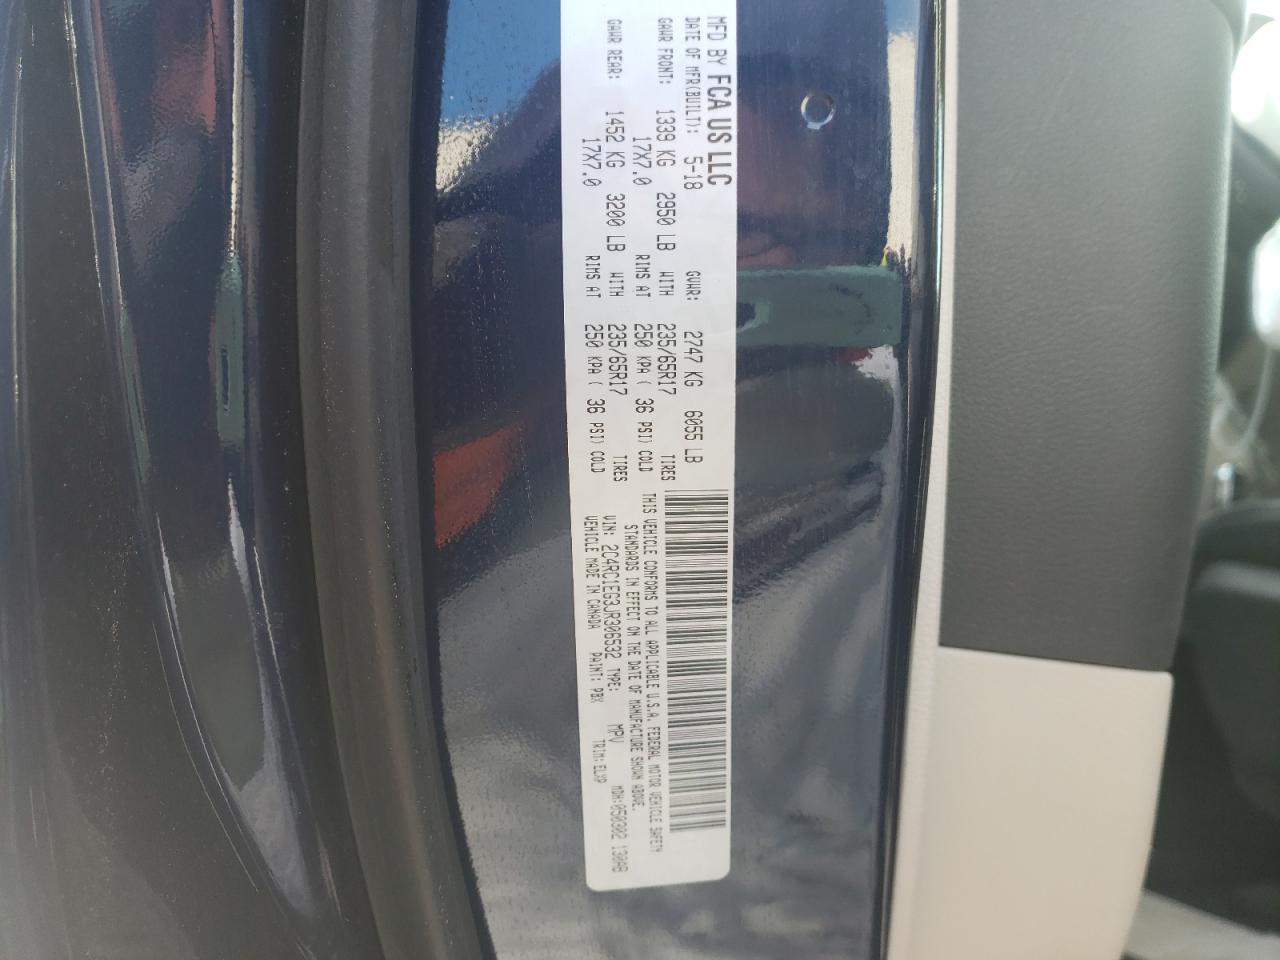 MFD BY FCA US LLC
DATE OF MFR(BUILT): 5-18 GVWR: 2747 KG 6055 LB
GAWR FRONT: 1339 KG 2950 LB WITH 235/65R17 TIRES
17X7.0 RIMS AT 250 KPA ( 36 PSI) COLD
GAWR REAR: 1452 KG 3200 LB WITH 235/65R17 TIRES
17X7.0 RIMS AT 250 KPA ( 36 PSI) COLD
THIS VEHICLE CONFORMS TO ALL APPLICABLE U.S.A. FEDERAL MOTOR VEHICLE SAFETY
STANDARDS IN EFFECT ON THE DATE OF MANUFACTURE SHOWN ABOVE.
VIN: 2C4RC1EG3JR306532 TYPE: MPV MDH:050302 130AB
VEHICLE MADE IN CANADA PAINT: PBX TRIM:ELXP